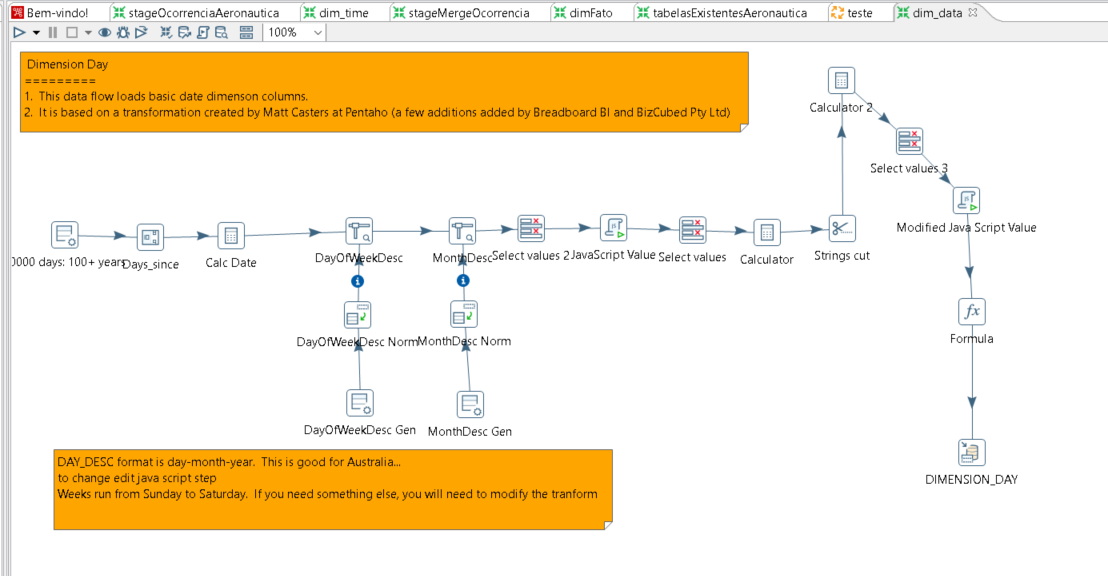 Bem-vindo!
stageOcorrenciaAeronautica
dim_time
stageMergeOcorrencia
dimFato
tabelasExistentesAeronautica
teste
dim_data
100%
Dimension Day
=========
1. This data flow loads basic date dimenson columns.
2. It is based on a transformation created by Matt Casters at Pentaho (a few additions added by Breadboard BI and BizCubed Pty Ltd)
Calculator 2
Select values 3
Modified Java Script Value
0000 days: 100+ years
Days_since
Calc Date
DayOfWeekDesc
MonthDesc
Select values 2
JavaScript Value
Select values
Calculator
Strings cut
DayOfWeekDesc Norm
MonthDesc Norm
fx
Formula
DayOfWeekDesc Gen
MonthDesc Gen
DAY_DESC format is day-month-year. This is good for Australia...
to change edit java script step
Weeks run from Sunday to Saturday. If you need something else, you will need to modify the tranform
DIMENSION_DAY